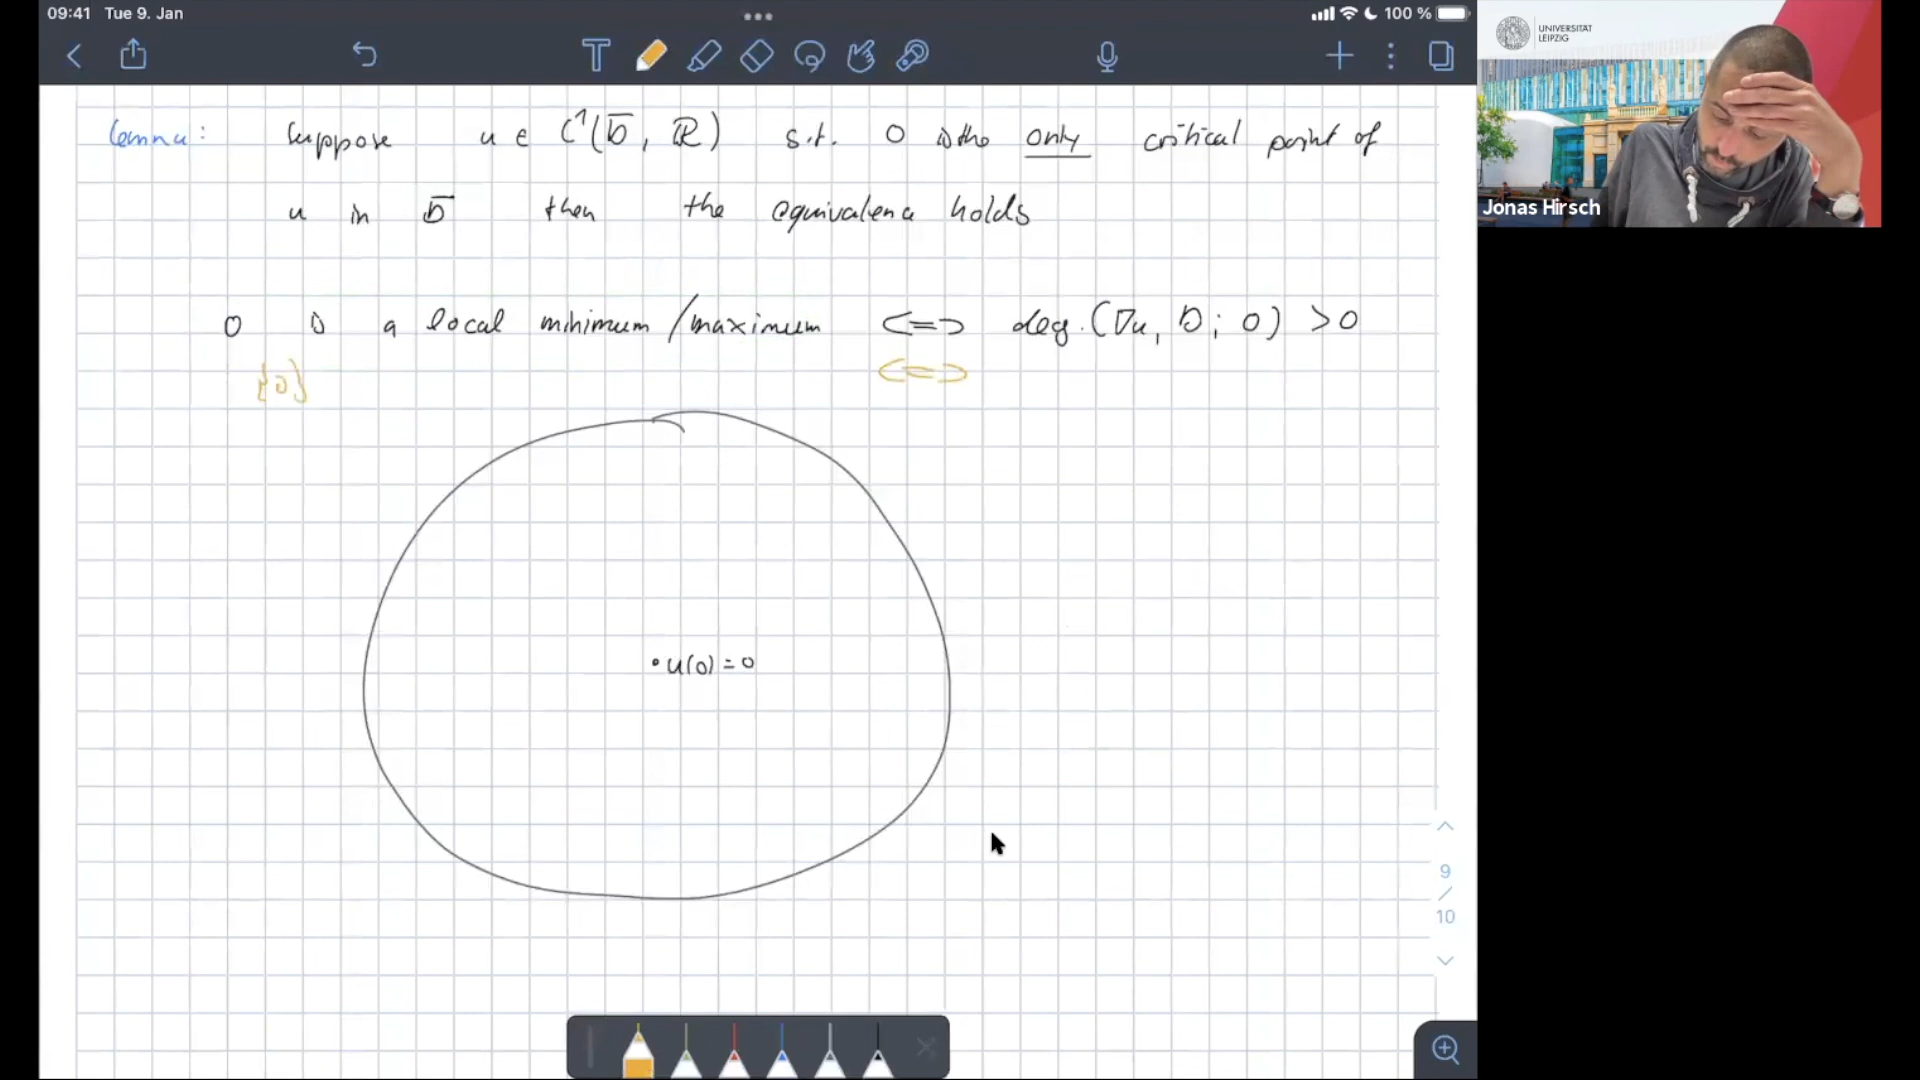 09:41 Tue 9. Jan
100 %
UNIVERSITÄT
LEIPZIG
Jonas Hirsch
Lemma: Suppose u ∈ C¹(D̄, ℝ) s.t. 0 is the only critical point of
u in D̄ then the equivalence holds
0 is a local minimum/maximum <=> deg.(∇u, D; 0) > 0
{0} <=>
• u(0) = 0
9
/
10